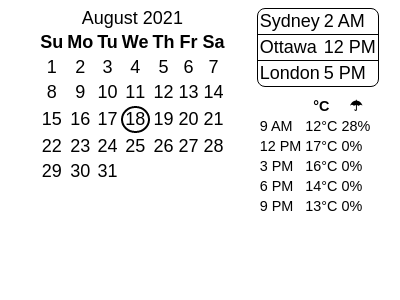 August 2021
Su Mo Tu We Th Fr Sa
1 2 3 4 5 6 7
8 9 10 11 12 13 14
15 16 17 18 19 20 21
22 23 24 25 26 27 28
29 30 31
Sydney 2 AM
Ottawa 12 PM
London 5 PM
°C ☂
9 AM 12°C 28%
12 PM 17°C 0%
3 PM 16°C 0%
6 PM 14°C 0%
9 PM 13°C 0%